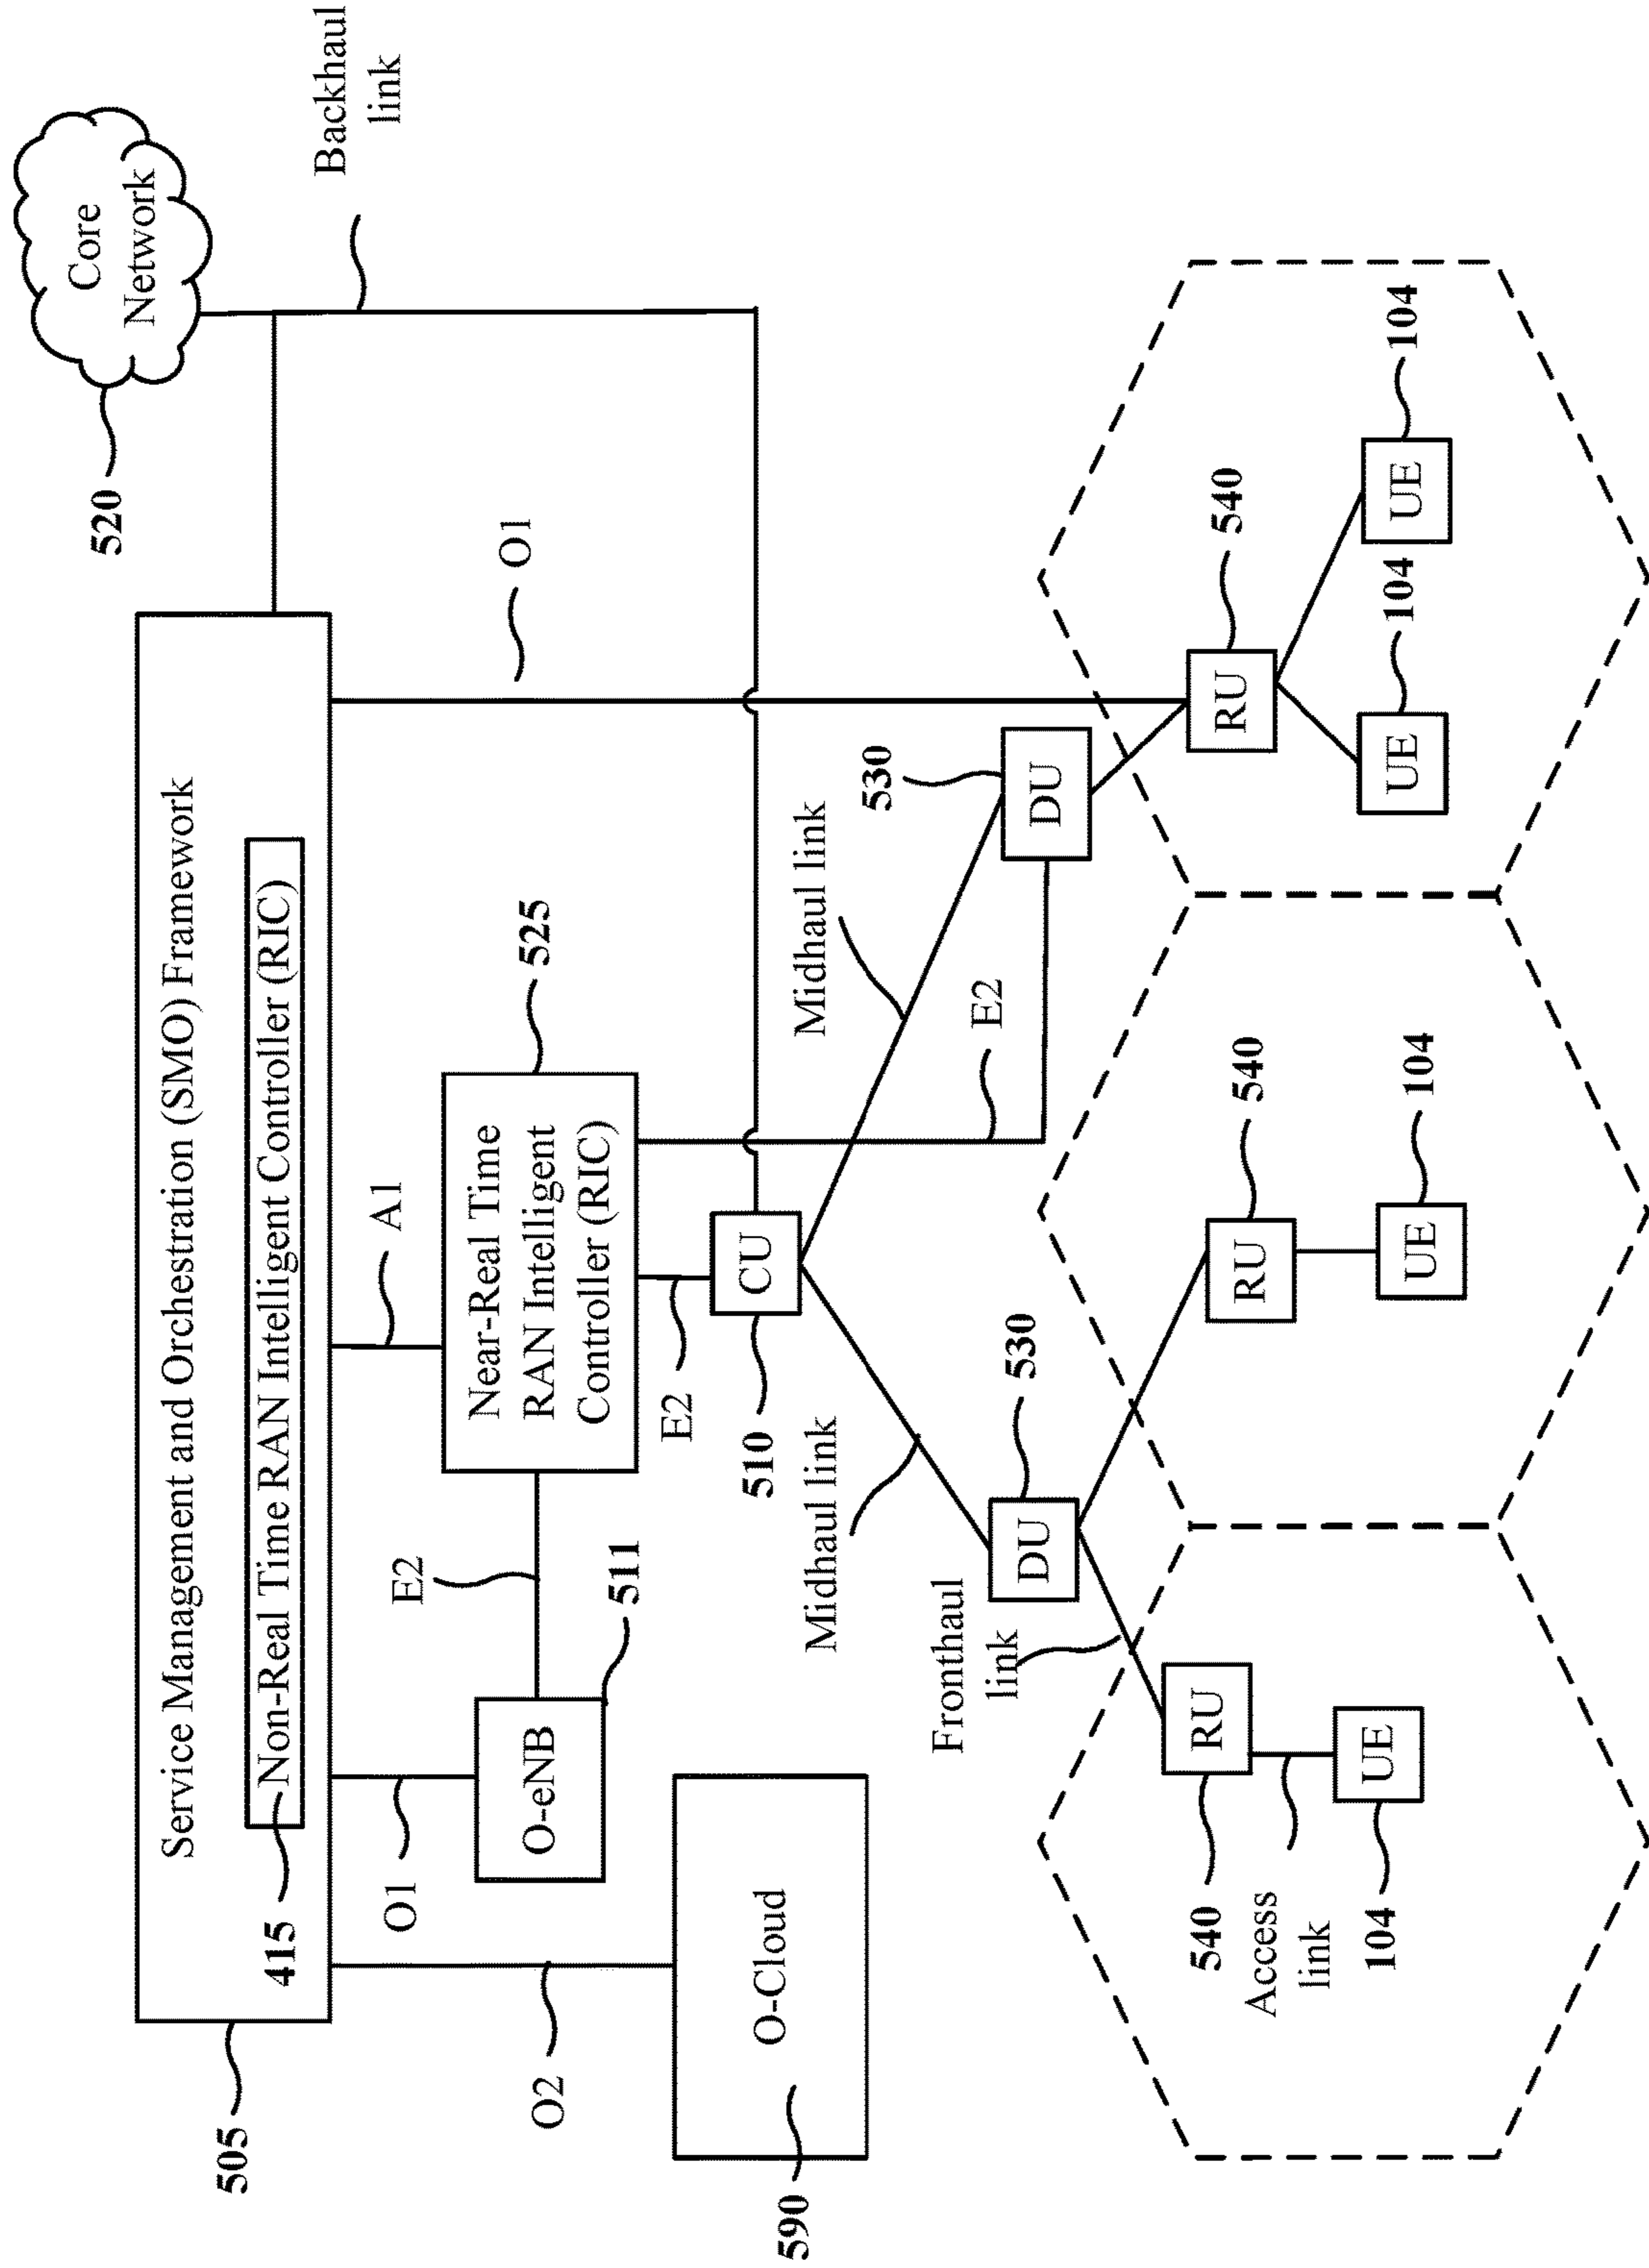 Core
Network
520
Backhaul
link
505
Service Management and Orchestration (SMO) Framework
415
Non-Real Time RAN Intelligent Controller (RIC)
O2
O1
A1
O1
O-eNB
511
E2
Near-Real Time
RAN Intelligent
Controller (RIC)
525
590
O-Cloud
E2
510
CU
Midhaul link
Midhaul link
530
E2
DU
530
DU
Fronthaul
link
540
RU
RU
540
RU
540
Access
link
104
UE
UE
104
UE
104
UE
104